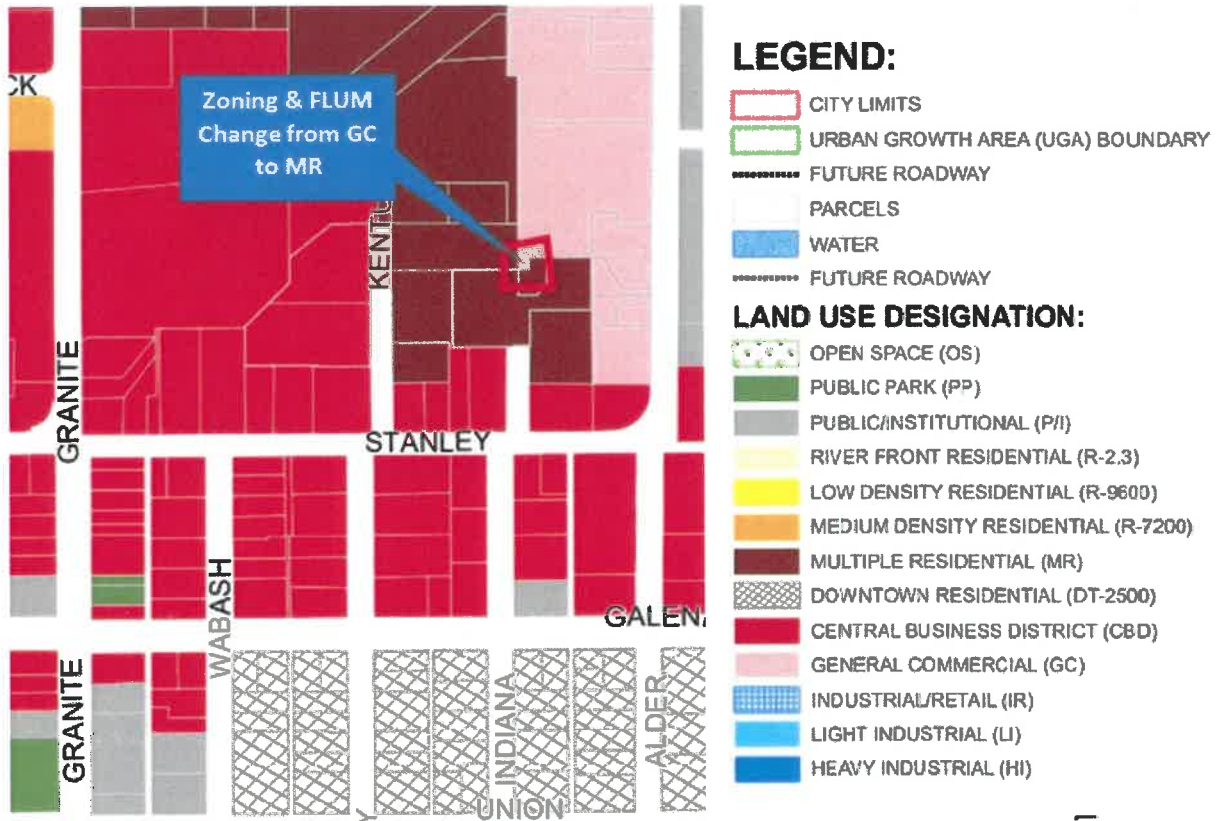 CK
Zoning & FLUM
Change from GC
to MR
GRANITE
STANLEY
WABASH
GALEN
GRANITE
INDIANA
ALDER
UNION
Y
LEGEND:
CITY LIMITS
URBAN GROWTH AREA (UGA) BOUNDARY
FUTURE ROADWAY
PARCELS
WATER
FUTURE ROADWAY
LAND USE DESIGNATION:
OPEN SPACE (OS)
PUBLIC PARK (PP)
PUBLIC/INSTITUTIONAL (P/I)
RIVER FRONT RESIDENTIAL (R-2.3)
LOW DENSITY RESIDENTIAL (R-9600)
MEDIUM DENSITY RESIDENTIAL (R-7200)
MULTIPLE RESIDENTIAL (MR)
DOWNTOWN RESIDENTIAL (DT-2500)
CENTRAL BUSINESS DISTRICT (CBD)
GENERAL COMMERCIAL (GC)
INDUSTRIAL/RETAIL (IR)
LIGHT INDUSTRIAL (LI)
HEAVY INDUSTRIAL (HI)